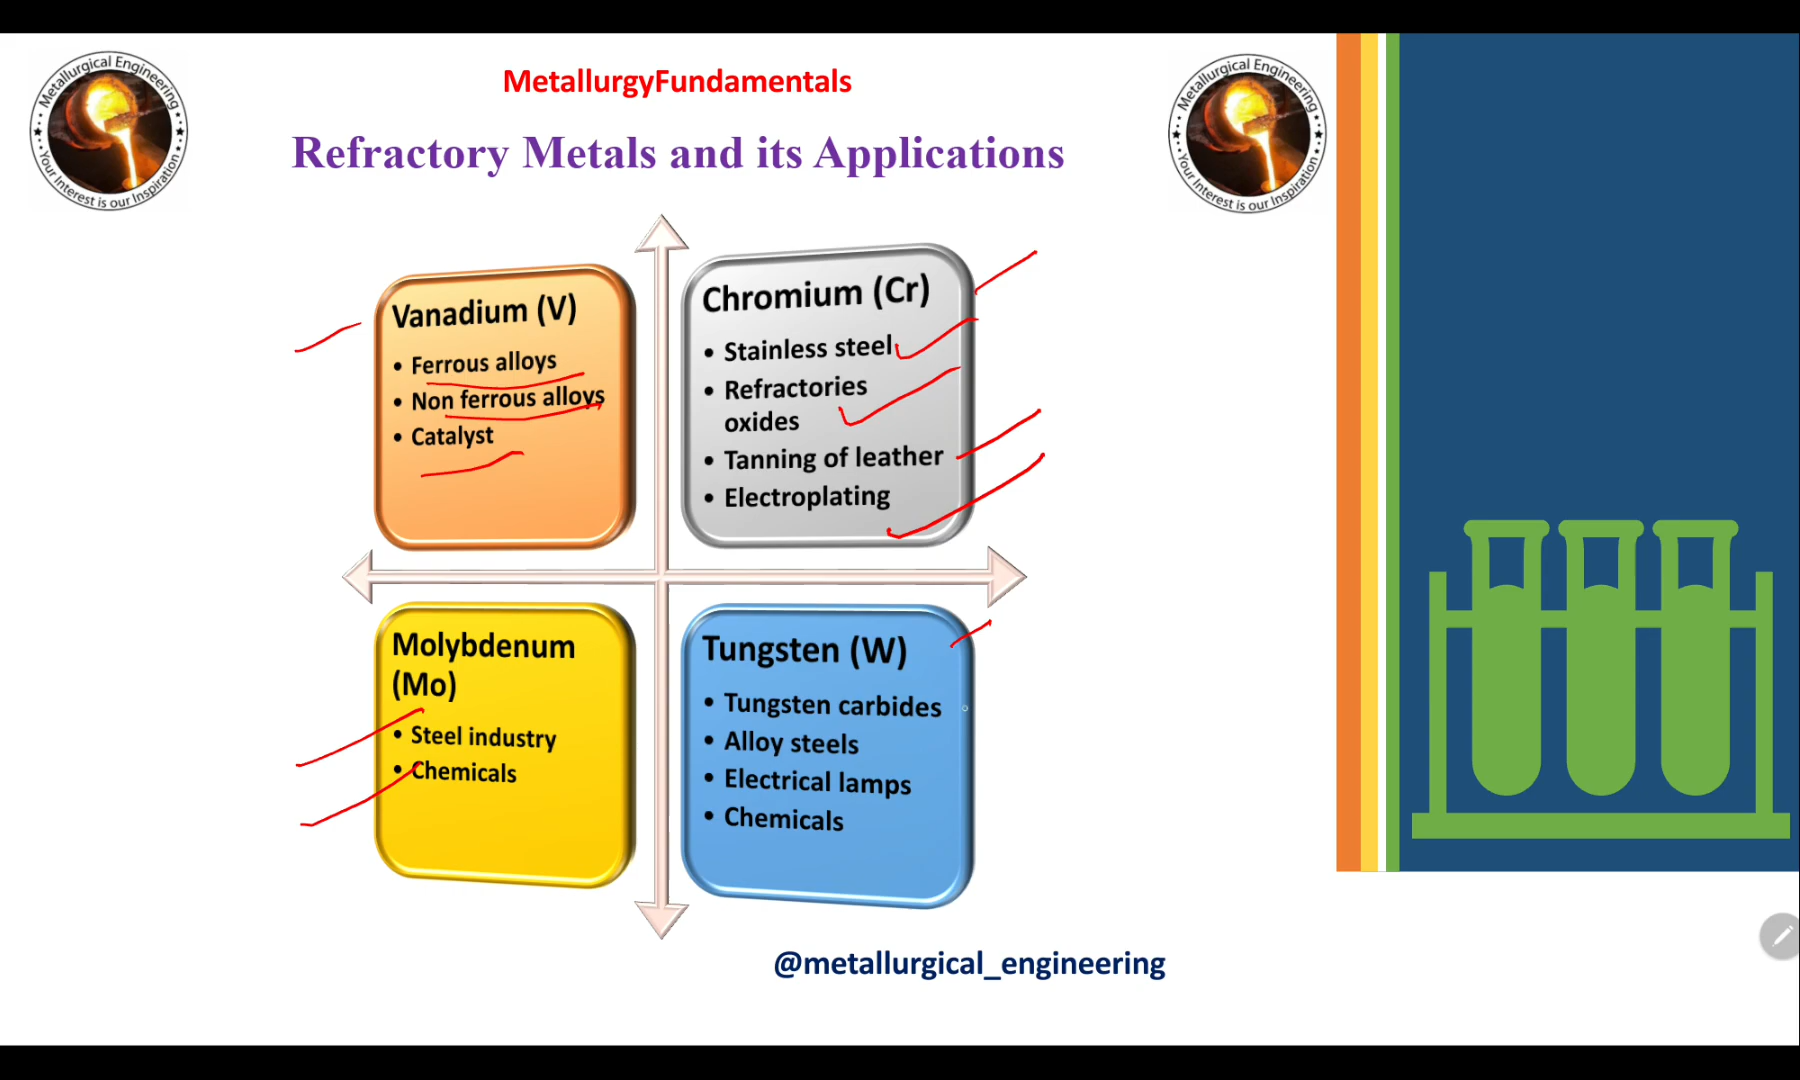 Metallurgical Engineering
Your Interest is our Inspiration
MetallurgyFundamentals
Metallurgical Engineering
Your Interest is our Inspiration
Refractory Metals and its Applications
Vanadium (V)
• Ferrous alloys
• Non ferrous alloys
• Catalyst
Chromium (Cr)
• Stainless steel
• Refractories
oxides
• Tanning of leather
• Electroplating
Molybdenum
(Mo)
• Steel industry
• Chemicals
Tungsten (W)
• Tungsten carbides
• Alloy steels
• Electrical lamps
• Chemicals
@metallurgical_engineering